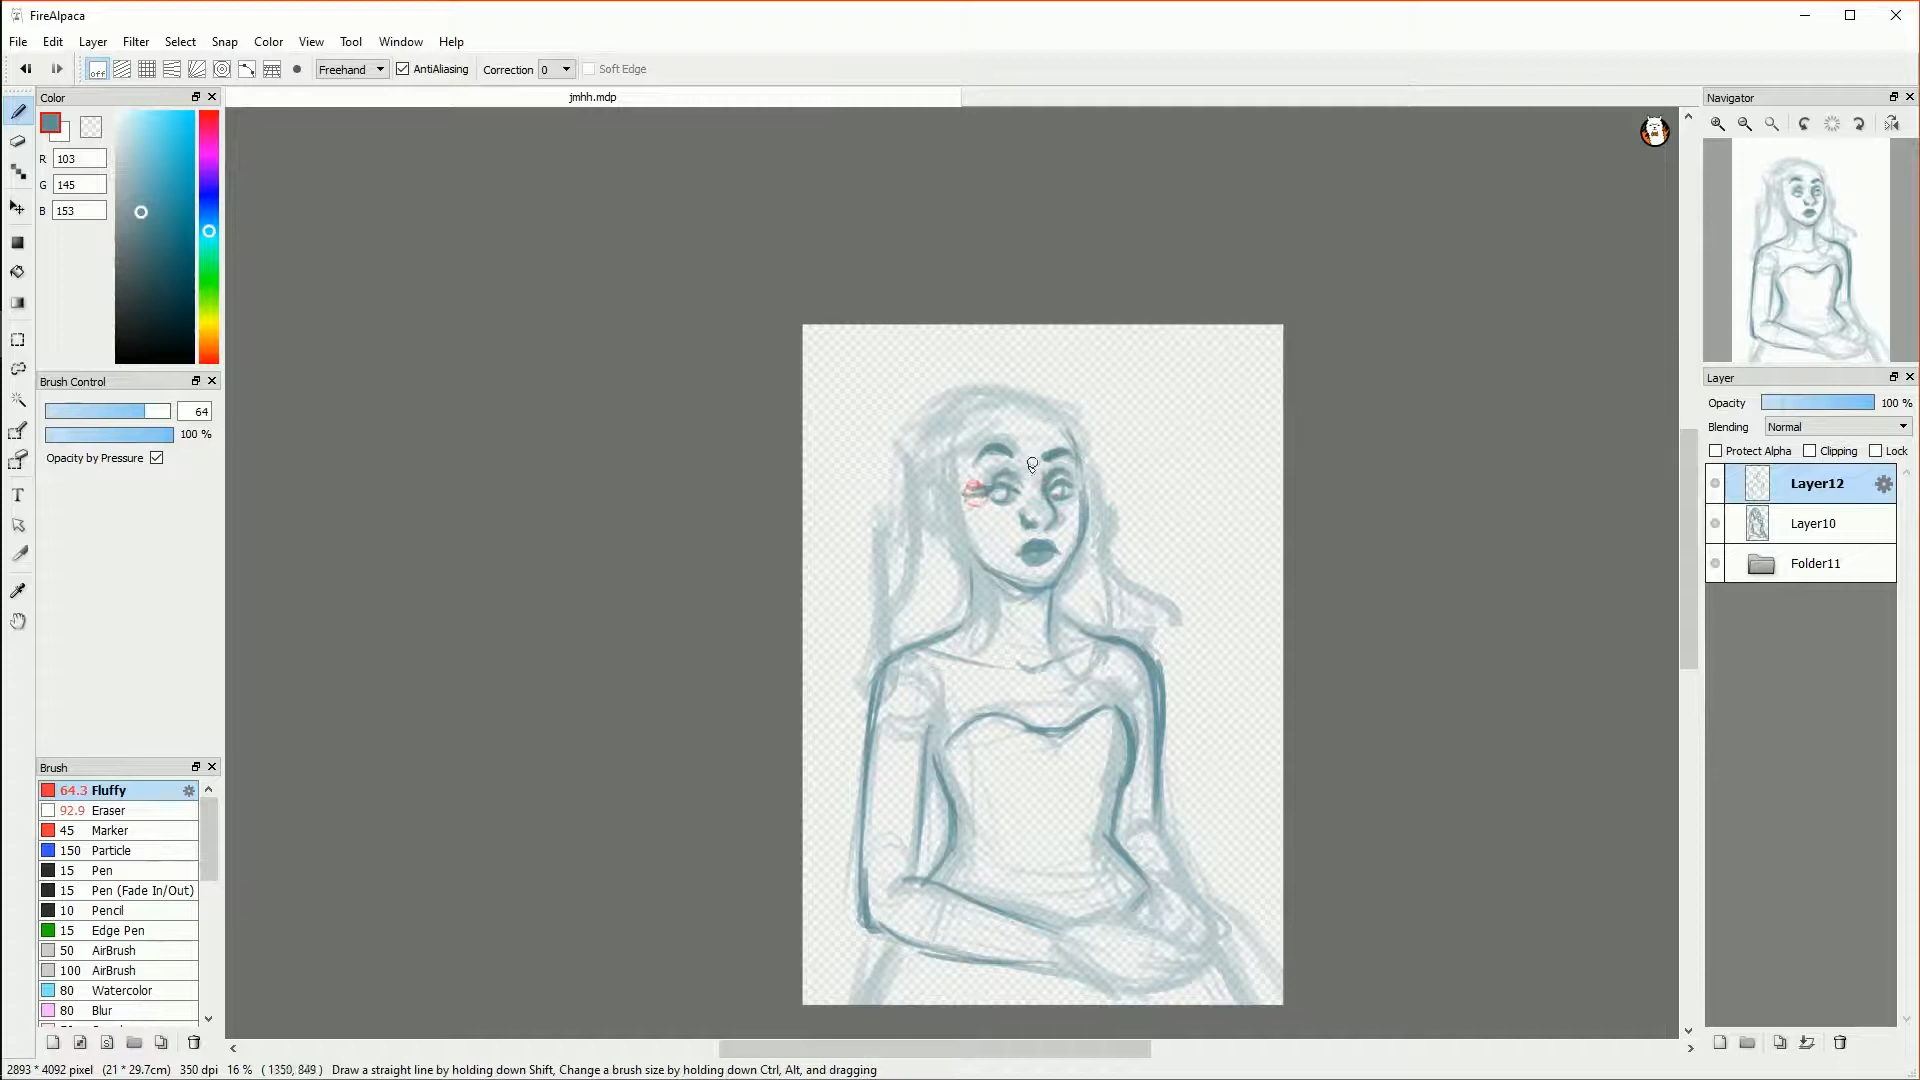 FireAlpaca
File Edit Layer Filter Select Snap Color View Tool Window Help
off Freehand AntiAliasing Correction 0 Soft Edge
Color
jmhh.mdp
Navigator
R 103
G 145
B 153
Brush Control
64
100 %
Opacity by Pressure
Layer
Opacity 100 %
Blending Normal
Protect Alpha Clipping Lock
Layer12
Layer10
Folder11
Brush
64.3 Fluffy
92.9 Eraser
45 Marker
150 Particle
15 Pen
15 Pen (Fade In/Out)
10 Pencil
15 Edge Pen
50 AirBrush
100 AirBrush
80 Watercolor
80 Blur
2893 * 4092 pixel (21 * 29.7cm) 350 dpi 16 % ( 1350, 849 ) Draw a straight line by holding down Shift, Change a brush size by holding down Ctrl, Alt, and dragging